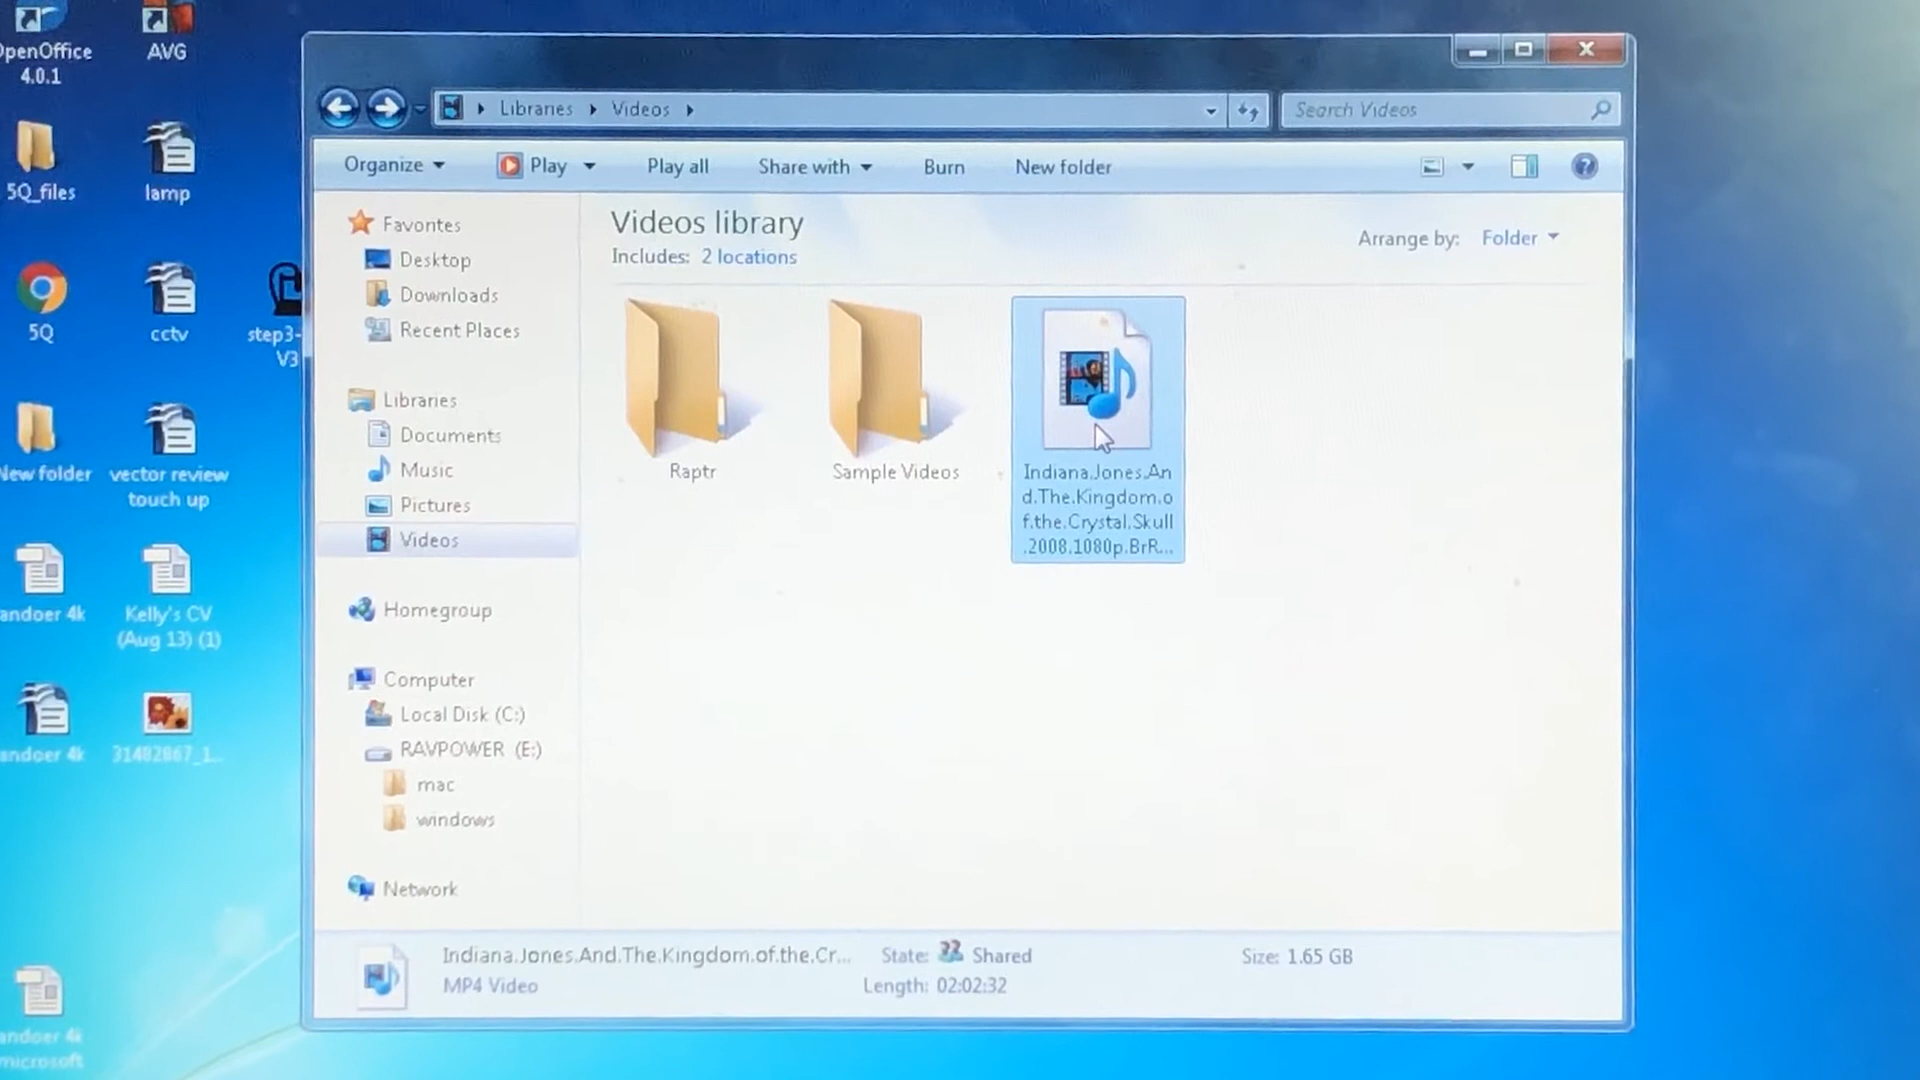 OpenOffice
4.0.1
AVG
5Q_files
lamp
5Q
cctv
step3-
V3
New folder
vector review
touch up
andoer 4k
Kelly's CV
(Aug 13) (1)
andoer 4k
31482867_1...
andoer 4k
microsoft
Libraries
Videos
Search Videos
Organize
Play
Play all
Share with
Burn
New folder
Favorites
Desktop
Downloads
Recent Places
Libraries
Documents
Music
Pictures
Videos
Homegroup
Computer
Local Disk (C:)
RAVPOWER (E:)
mac
windows
Network
Videos library
Includes: 2 locations
Arrange by: Folder
Raptr
Sample Videos
Indiana.Jones.An
d.The.Kingdom.o
f.the.Crystal.Skull
.2008.1080p.BrR...
Indiana.Jones.And.The.Kingdom.of.the.Cr...
State: Shared
Size: 1.65 GB
MP4 Video
Length: 02:02:32